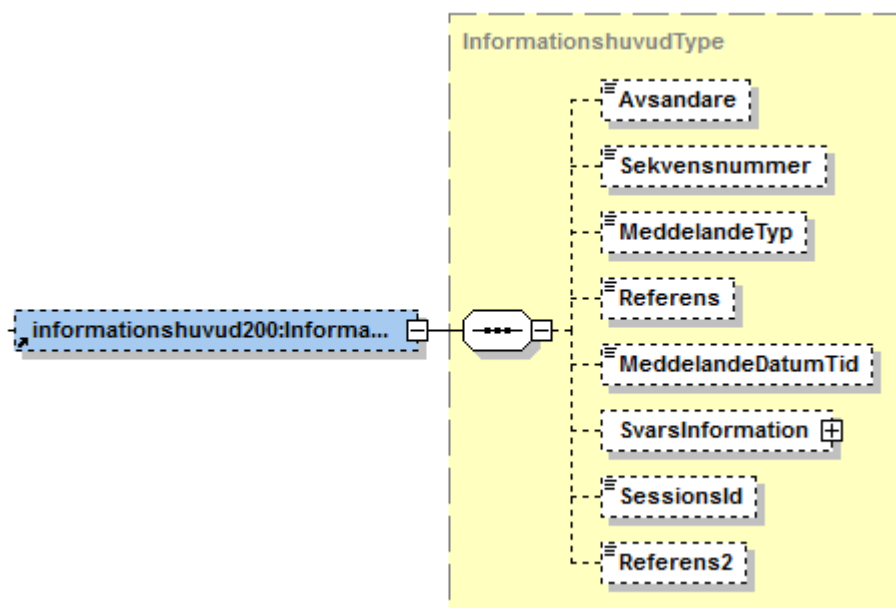 InformationshuvudType
Avsandare
Sekvensnummer
MeddelandeTyp
Referens
informationshuvud200:Informa...
MeddelandeDatumTid
SvarsInformation
SessionsId
Referens2